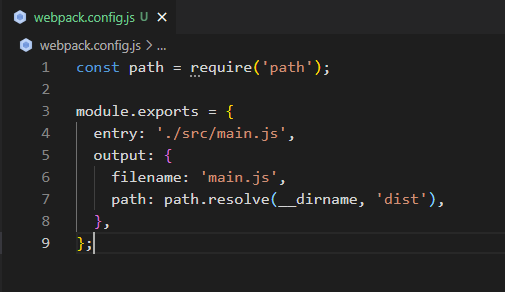 webpack.config.js U ×
webpack.config.js > ...
1 const path = require('path');
2
3 module.exports = {
4   entry: './src/main.js',
5   output: {
6     filename: 'main.js',
7     path: path.resolve(__dirname, 'dist'),
8   },
9 };